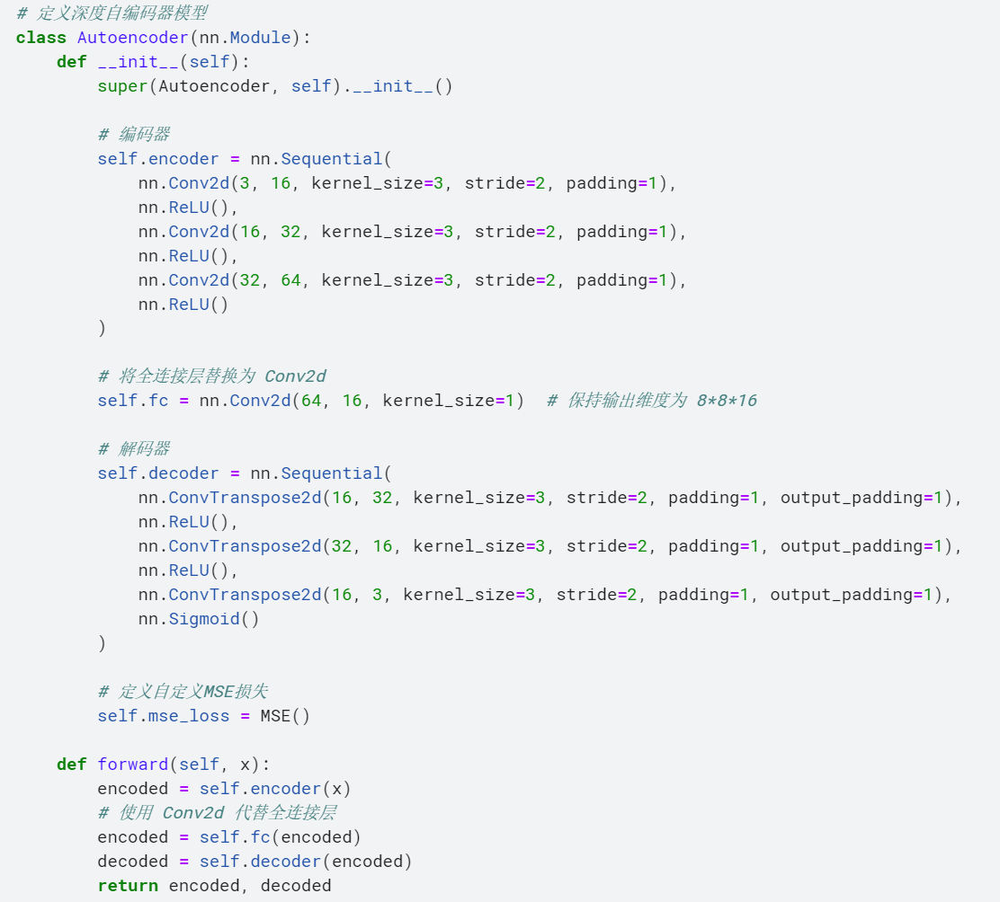 # 定义深度自编码器模型
class Autoencoder(nn.Module):
    def __init__(self):
        super(Autoencoder, self).__init__()
        # 编码器
        self.encoder = nn.Sequential(
            nn.Conv2d(3, 16, kernel_size=3, stride=2, padding=1),
            nn.ReLU(),
            nn.Conv2d(16, 32, kernel_size=3, stride=2, padding=1),
            nn.ReLU(),
            nn.Conv2d(32, 64, kernel_size=3, stride=2, padding=1),
            nn.ReLU()
        )
        # 将全连接层替换为 Conv2d
        self.fc = nn.Conv2d(64, 16, kernel_size=1)  # 保持输出维度为 8*8*16
        # 解码器
        self.decoder = nn.Sequential(
            nn.ConvTranspose2d(16, 32, kernel_size=3, stride=2, padding=1, output_padding=1),
            nn.ReLU(),
            nn.ConvTranspose2d(32, 16, kernel_size=3, stride=2, padding=1, output_padding=1),
            nn.ReLU(),
            nn.ConvTranspose2d(16, 3, kernel_size=3, stride=2, padding=1, output_padding=1),
            nn.Sigmoid()
        )
        # 定义自定义MSE损失
        self.mse_loss = MSE()
    def forward(self, x):
        encoded = self.encoder(x)
        # 使用 Conv2d 代替全连接层
        encoded = self.fc(encoded)
        decoded = self.decoder(encoded)
        return encoded, decoded